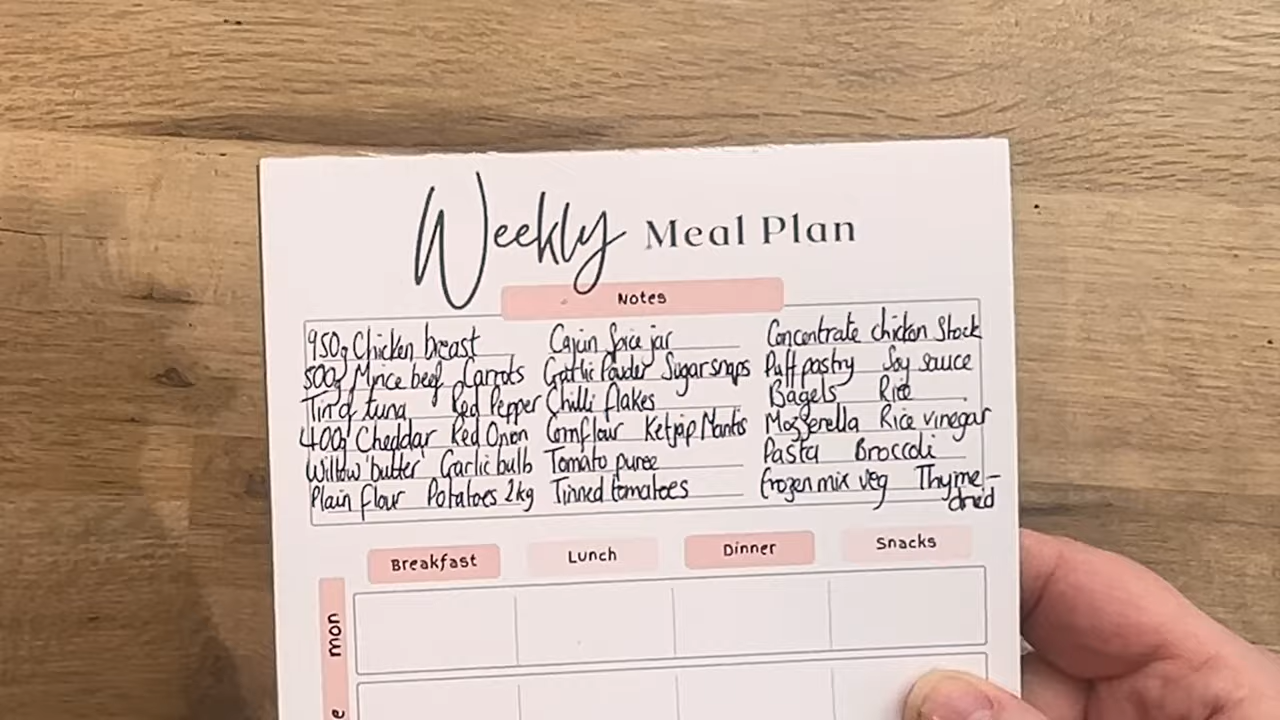 Weekly Meal Plan
Notes
950g Chicken breast Cajun Spice jar Concentrate chicken Stock
500g Mince beef Carrots Garlic Powder Sugarsnaps Puff pastry Soy sauce
Tin of tuna Red Pepper Chilli flakes Bagels Rice
400g Cheddar Red Onion Cornflour Ketjap Mantis Mozzerella Rice vinegar
Willow 'butter' Garlic bulb Tomato puree Pasta Broccoli
Plain flour Potatoes 2kg Tinned tomatoes frozen mix veg Thyme -
dried
Breakfast Lunch Dinner Snacks
mon